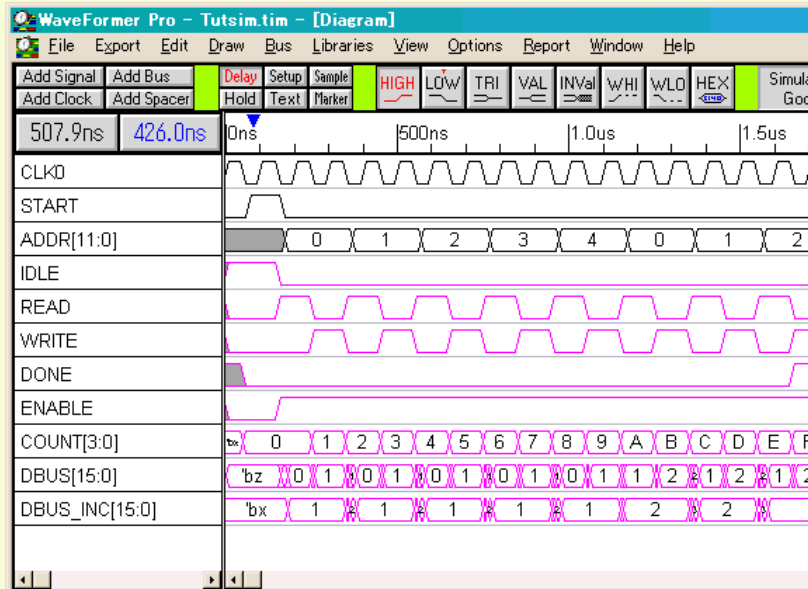 WaveFormer Pro - Tutsim.tim - [Diagram]
File Export Edit Draw Bus Libraries View Options Report Window Help
Add Signal Add Bus Delay Setup Sample HIGH LOW TRI VAL INVal WHI WLO HEX Simula
Add Clock Add Spacer Hold Text Marker Goo
507.9ns 426.0ns 0ns 500ns 1.0us 1.5us
CLK0
START
ADDR[11:0] 0 1 2 3 4 0 1 2
IDLE
READ
WRITE
DONE
ENABLE
COUNT[3:0] 'bx 0 1 2 3 4 5 6 7 8 9 A B C D E F
DBUS[15:0] 'bz 0 1 0 1 0 1 0 1 0 1 1 2 1 2 1 2
DBUS_INC[15:0] 'bx 1 1 1 1 1 2 2